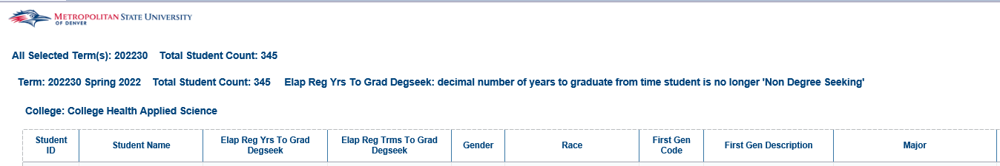 METROPOLITAN STATE UNIVERSITY
OF DENVER
All Selected Term(s): 202230 Total Student Count: 345
Term: 202230 Spring 2022 Total Student Count: 345 Elap Reg Yrs To Grad Degseek: decimal number of years to graduate from time student is no longer 'Non Degree Seeking'
College: College Health Applied Science
Student ID
Student Name
Elap Reg Yrs To Grad Degseek
Elap Reg Trms To Grad Degseek
Gender
Race
First Gen Code
First Gen Description
Major